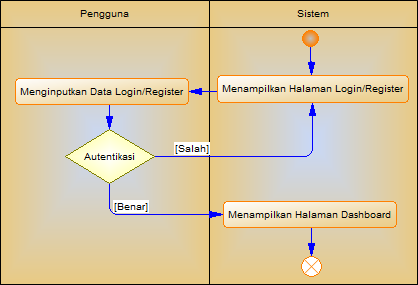 Pengguna
Sistem
Menginputkan Data Login/Register
Menampilkan Halaman Login/Register
Autentikasi
[Salah]
[Benar]
Menampilkan Halaman Dashboard